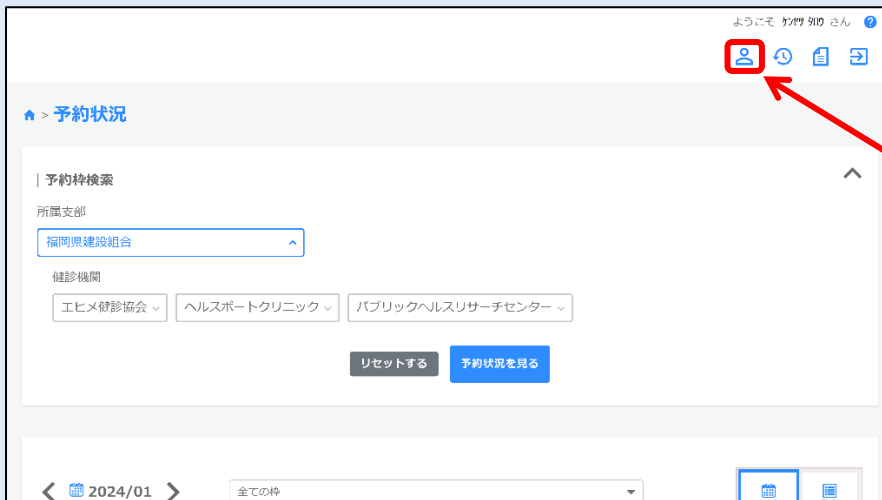 ようこそ ｹﾝｻﾂ ﾀﾛｳ さん ?
> 予約状況
| 予約枠検索
所属支部
福岡県建設組合
健診機関
エヒメ健診協会 ヘルスポートクリニック パブリックヘルスリサーチセンター
リセットする 予約状況を見る
2024/01 全ての枠